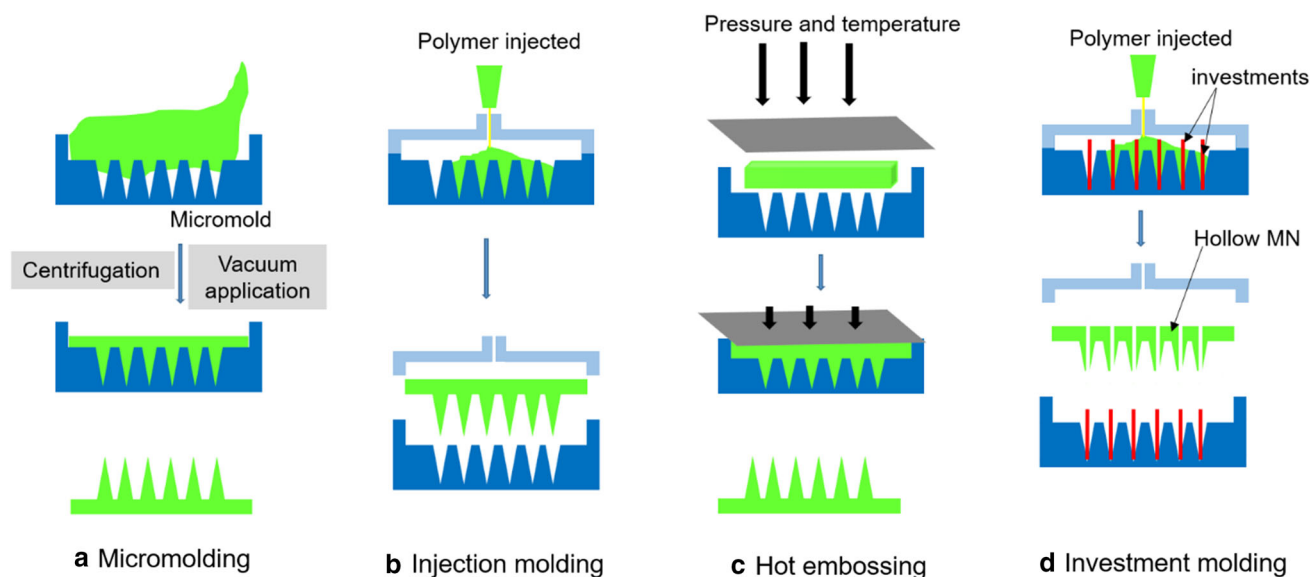 Micromold
Centrifugation
Vacuum
application
a Micromolding
Polymer injected
b Injection molding
Pressure and temperature
c Hot embossing
Polymer injected
investments
Hollow MN
d Investment molding